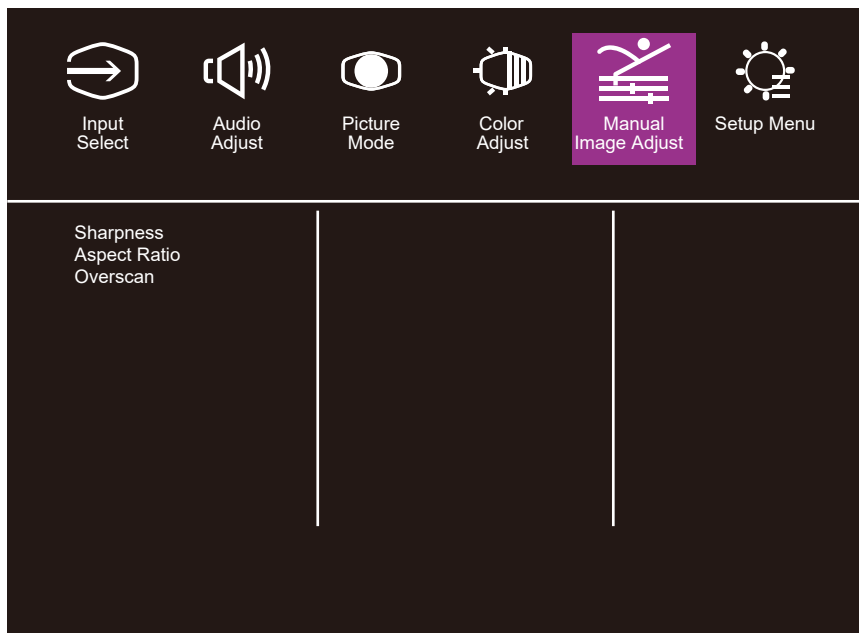 Input
Select
Audio
Adjust
Picture
Mode
Color
Adjust
Manual
Image Adjust
Setup Menu
Sharpness
Aspect Ratio
Overscan